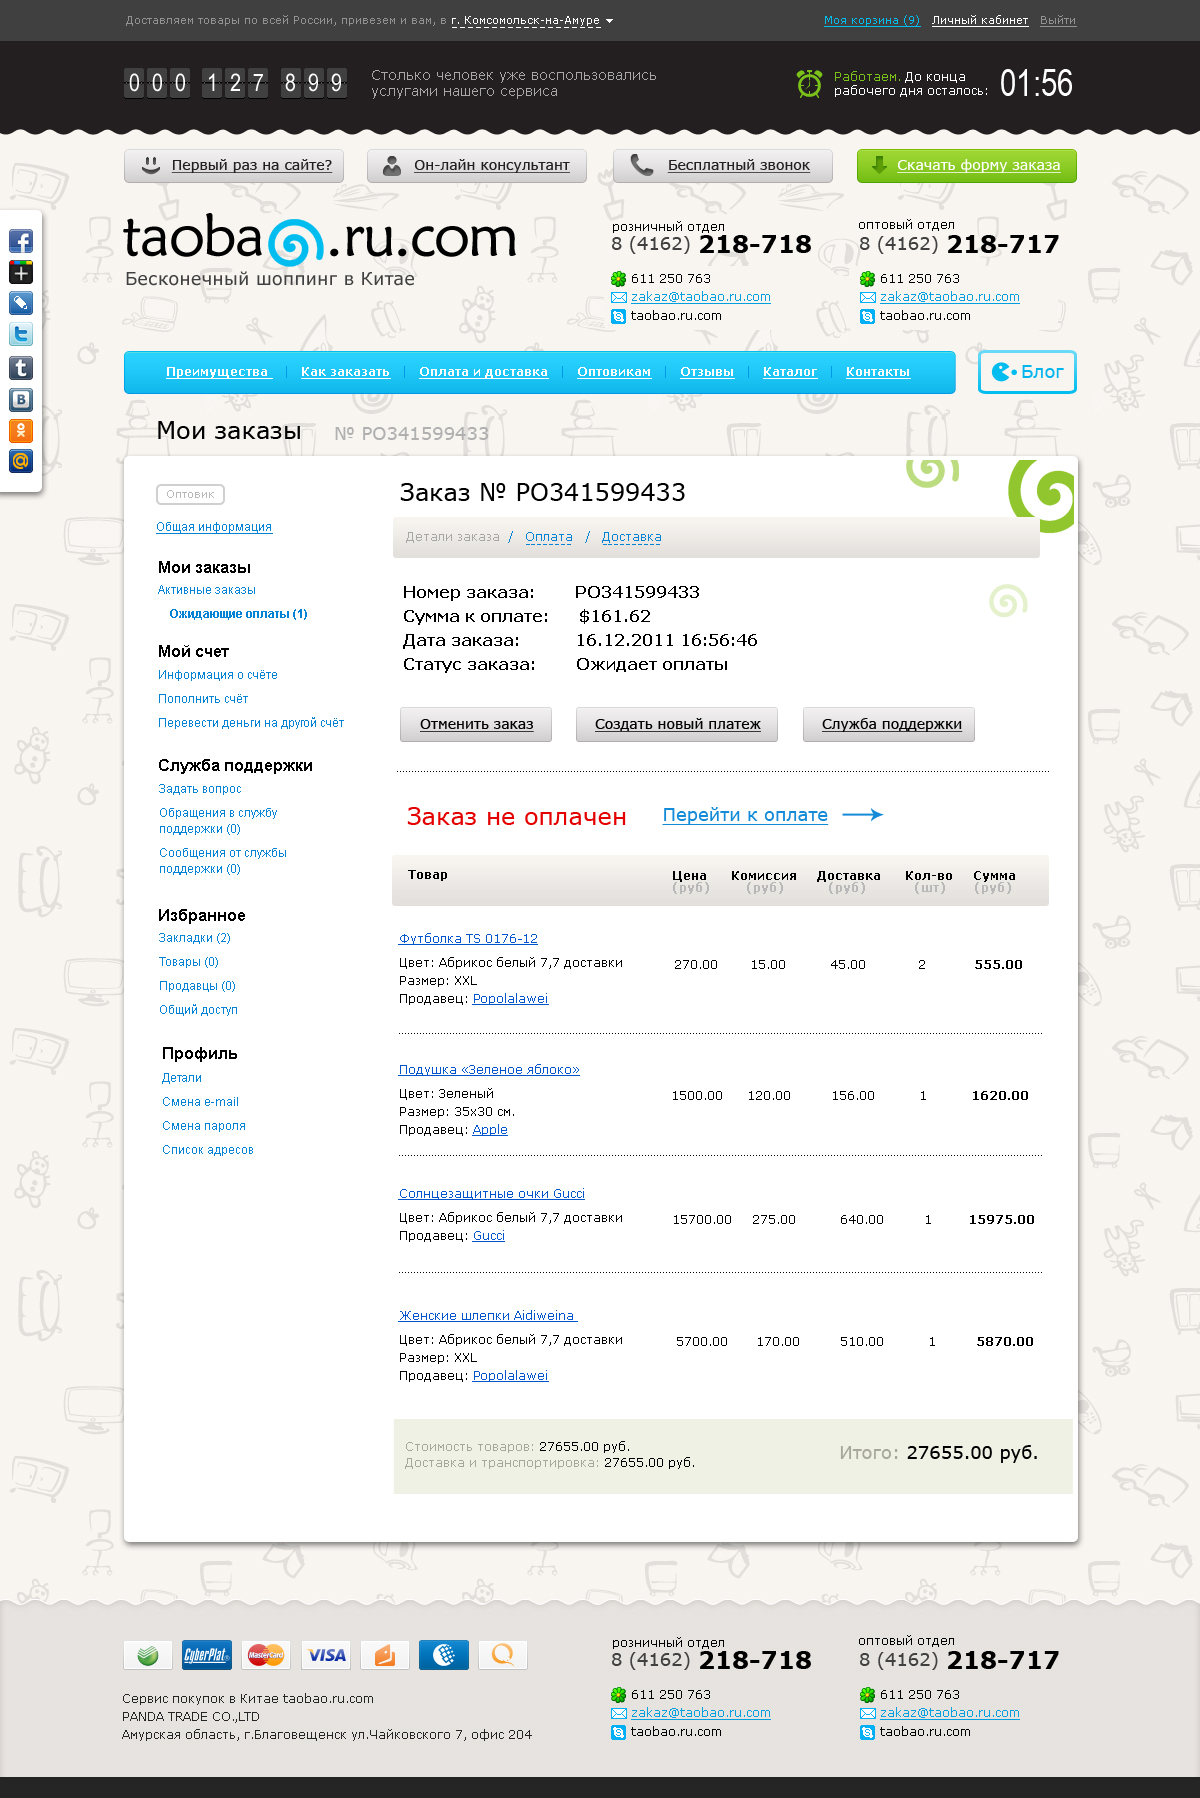 Доставляем товары по всей России, привезем и вам, в г. Комсомольск-на-Амуре
Моя корзина (9) Личный кабинет Выйти
000 127 899
Столько человек уже воспользовались
услугами нашего сервиса
Работаем. До конца
рабочего дня осталось:
01:56
Первый раз на сайте?
Он-лайн консультант
Бесплатный звонок
Скачать форму заказа
taobao.ru.com
Бесконечный шоппинг в Китае
розничный отдел
8 (4162) 218-718
611 250 763
zakaz@taobao.ru.com
taobao.ru.com
оптовый отдел
8 (4162) 218-717
611 250 763
zakaz@taobao.ru.com
taobao.ru.com
Преимущества Как заказать Оплата и доставка Оптовикам Отзывы Каталог Контакты
Блог
Мои заказы № PO341599433
Оптовик
Общая информация
Мои заказы
Активные заказы
Ожидающие оплаты (1)
Мой счет
Информация о счёте
Пополнить счёт
Перевести деньги на другой счёт
Служба поддержки
Задать вопрос
Обращения в службу
поддержки (0)
Сообщения от службы
поддержки (0)
Избранное
Закладки (2)
Товары (0)
Продавцы (0)
Общий доступ
Профиль
Детали
Смена e-mail
Смена пароля
Список адресов
Заказ № PO341599433
Детали заказа / Оплата / Доставка
Номер заказа: PO341599433
Сумма к оплате: $161.62
Дата заказа: 16.12.2011 16:56:46
Статус заказа: Ожидает оплаты
Отменить заказ
Создать новый платеж
Служба поддержки
Заказ не оплачен Перейти к оплате
Товар Цена Комиссия Доставка Кол-во Сумма
(руб) (руб) (руб) (шт) (руб)
Футболка TS 0176-12
Цвет: Абрикос белый 7,7 доставки 270.00 15.00 45.00 2 555.00
Размер: XXL
Продавец: Popolalawei
Подушка «Зеленое яблоко»
Цвет: Зеленый 1500.00 120.00 156.00 1 1620.00
Размер: 35х30 см.
Продавец: Apple
Солнцезащитные очки Gucci
Цвет: Абрикос белый 7,7 доставки 15700.00 275.00 640.00 1 15975.00
Продавец: Gucci
Женские шлепки Aidiweina
Цвет: Абрикос белый 7,7 доставки 5700.00 170.00 510.00 1 5870.00
Размер: XXL
Продавец: Popolalawei
Стоимость товаров: 27655.00 руб.
Доставка и транспортировка: 27655.00 руб.
Итого: 27655.00 руб.
CyberPlat MasterCard VISA
Сервис покупок в Китае taobao.ru.com
PANDA TRADE CO.,LTD
Амурская область, г.Благовещенск ул.Чайковского 7, офис 204
розничный отдел
8 (4162) 218-718
611 250 763
zakaz@taobao.ru.com
taobao.ru.com
оптовый отдел
8 (4162) 218-717
611 250 763
zakaz@taobao.ru.com
taobao.ru.com